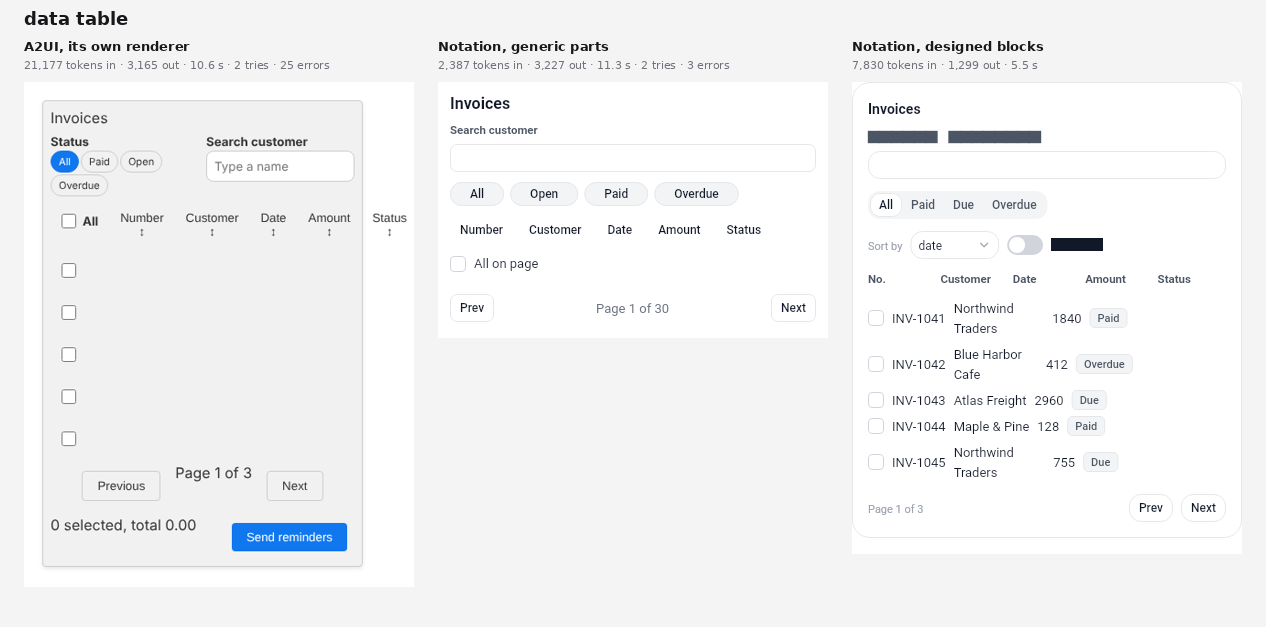 data table
A2UI, its own renderer
21,177 tokens in · 3,165 out · 10.6 s · 2 tries · 25 errors
Invoices
Status
All Paid Open
Overdue
Search customer
Type a name
All Number ↕ Customer ↕ Date ↕ Amount ↕ Status ↕
Previous Page 1 of 3 Next
0 selected, total 0.00
Send reminders
Notation, generic parts
2,387 tokens in · 3,227 out · 11.3 s · 2 tries · 3 errors
Invoices
Search customer
All Open Paid Overdue
Number Customer Date Amount Status
All on page
Prev Page 1 of 30 Next
Notation, designed blocks
7,830 tokens in · 1,299 out · 5.5 s
Invoices
All Paid Due Overdue
Sort by date
No. Customer Date Amount Status
INV-1041 Northwind Traders 1840 Paid
INV-1042 Blue Harbor Cafe 412 Overdue
INV-1043 Atlas Freight 2960 Due
INV-1044 Maple & Pine 128 Paid
INV-1045 Northwind Traders 755 Due
Page 1 of 3 Prev Next